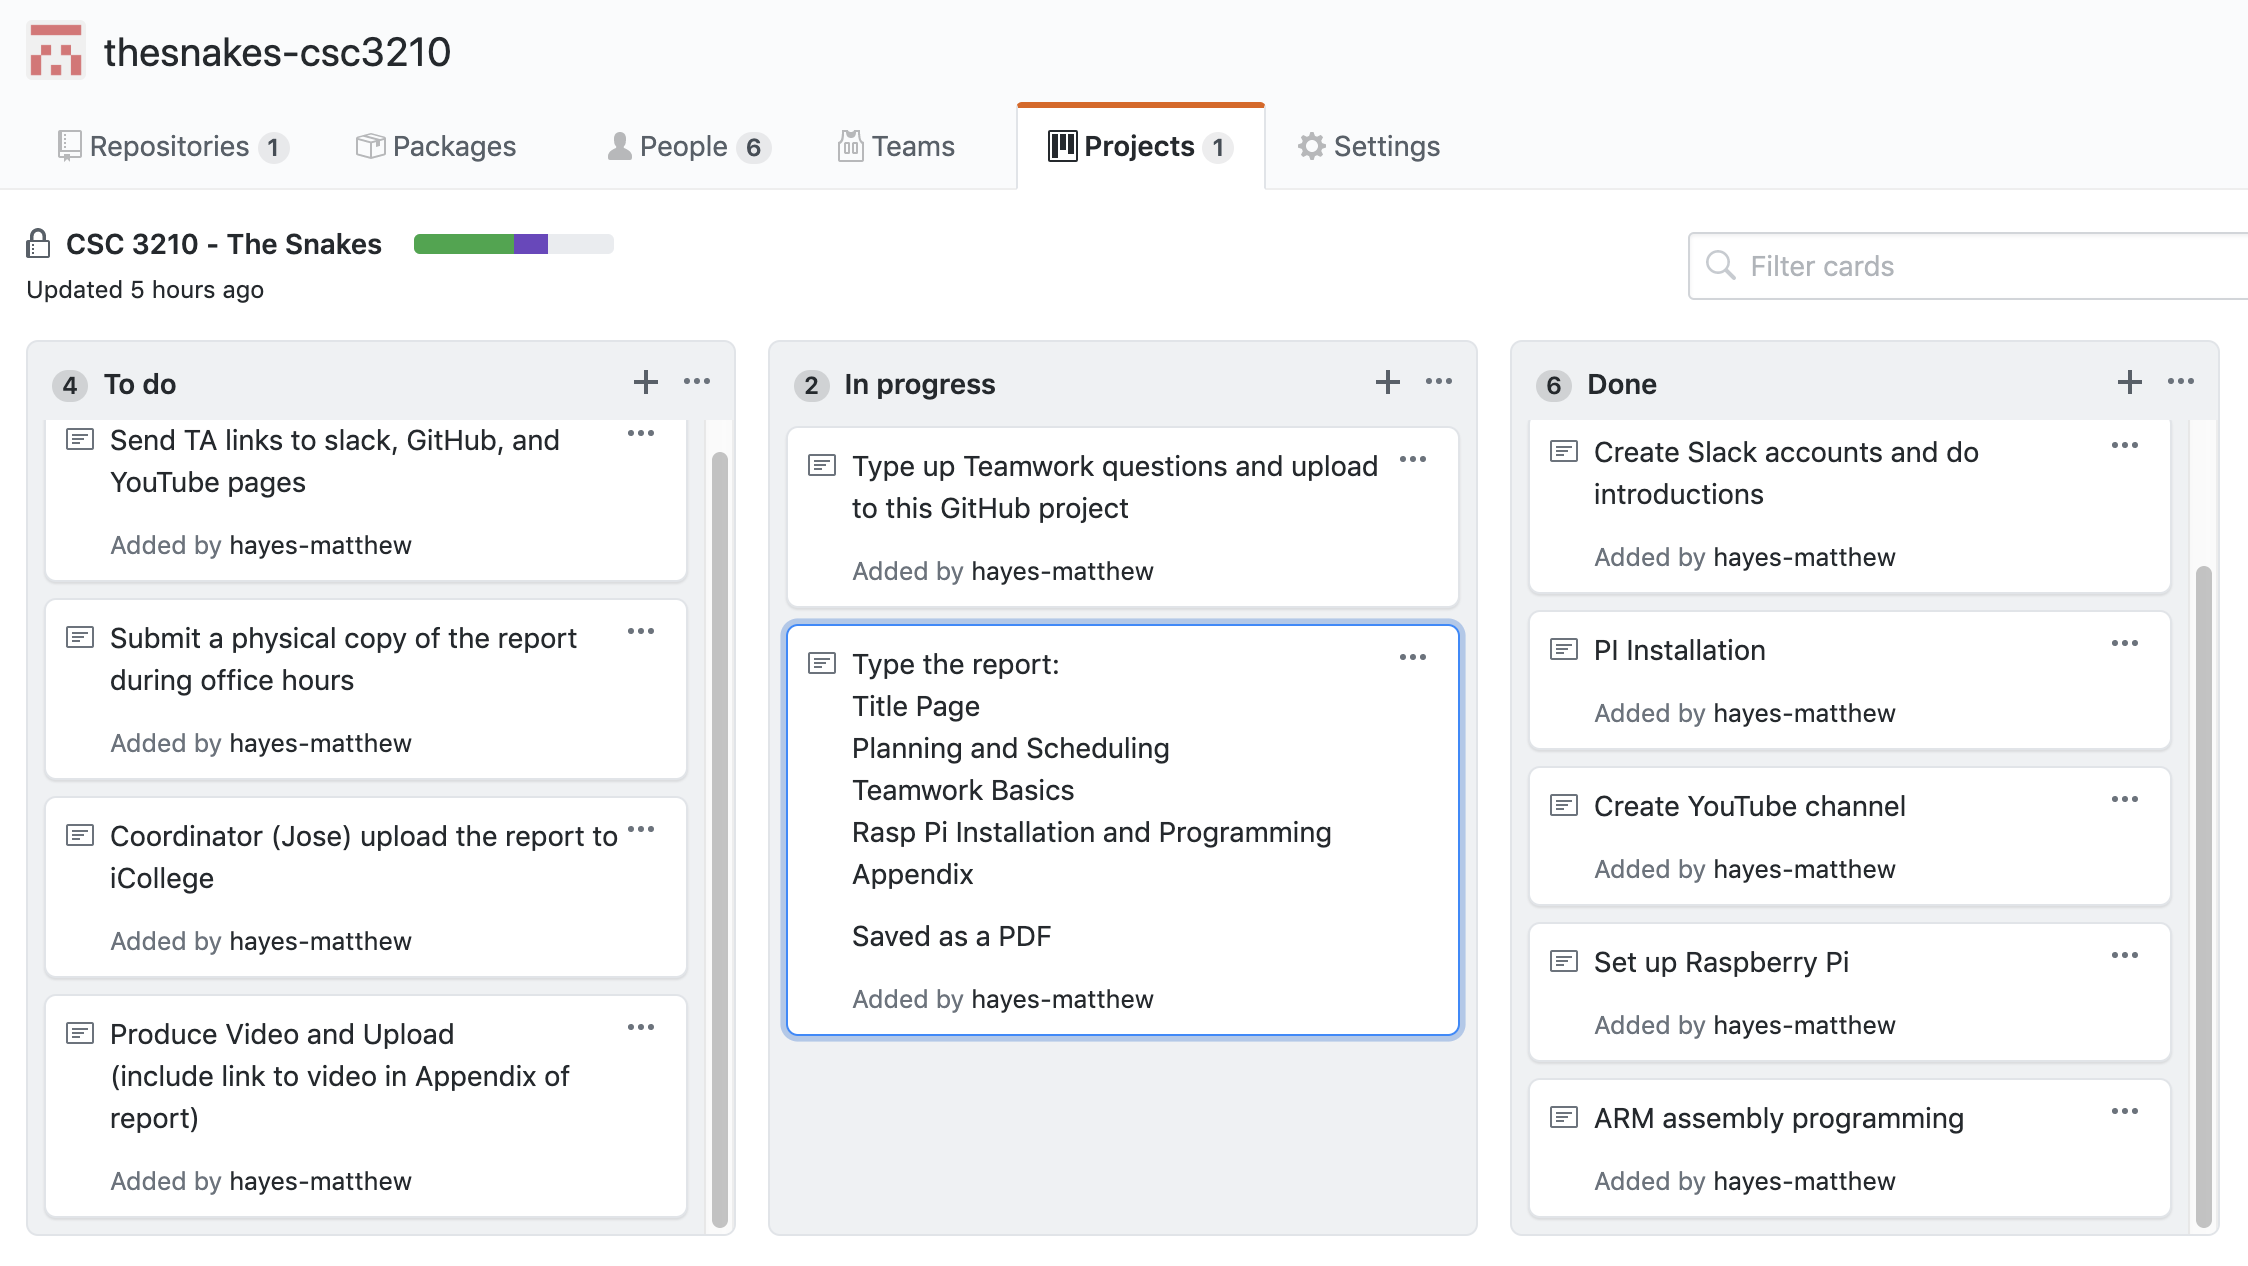 thesnakes-csc3210
Repositories 1
Packages
People 6
Teams
Projects 1
Settings
CSC 3210 - The Snakes
Updated 5 hours ago
Filter cards
4 To do
Send TA links to slack, GitHub, and
YouTube pages
Added by hayes-matthew
Submit a physical copy of the report
during office hours
Added by hayes-matthew
Coordinator (Jose) upload the report to
iCollege
Added by hayes-matthew
Produce Video and Upload
(include link to video in Appendix of
report)
Added by hayes-matthew
2 In progress
Type up Teamwork questions and upload
to this GitHub project
Added by hayes-matthew
Type the report:
Title Page
Planning and Scheduling
Teamwork Basics
Rasp Pi Installation and Programming
Appendix
Saved as a PDF
Added by hayes-matthew
6 Done
Create Slack accounts and do
introductions
Added by hayes-matthew
PI Installation
Added by hayes-matthew
Create YouTube channel
Added by hayes-matthew
Set up Raspberry Pi
Added by hayes-matthew
ARM assembly programming
Added by hayes-matthew